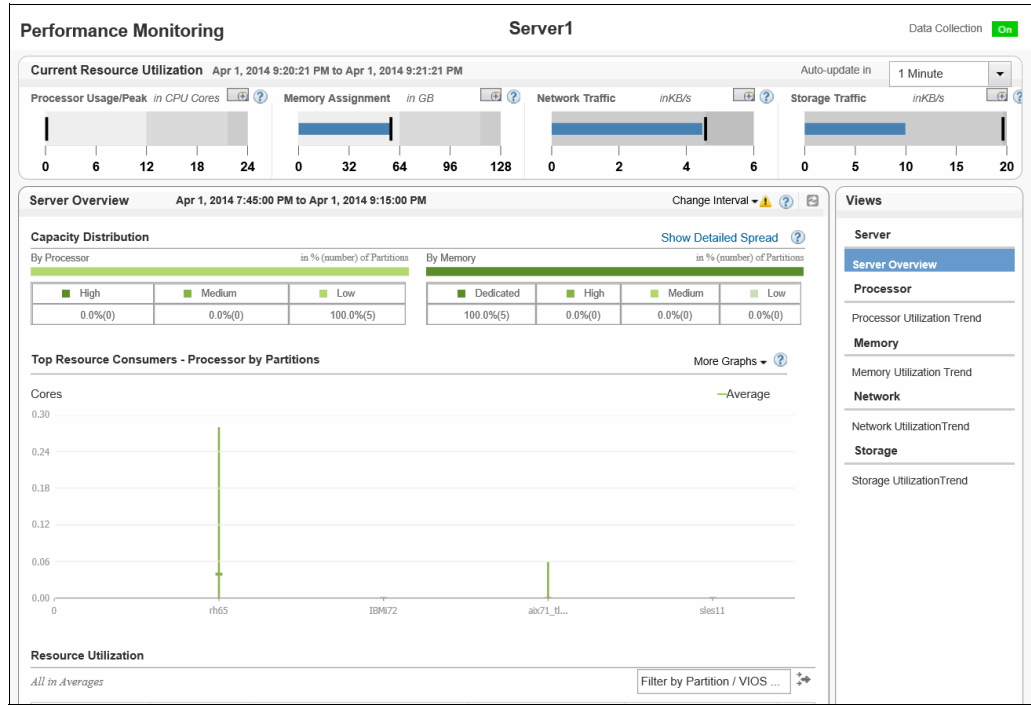 Performance Monitoring Server1 Data Collection On
Current Resource Utilization Apr 1, 2014 9:20:21 PM to Apr 1, 2014 9:21:21 PM Auto-update in 1 Minute
Processor Usage/Peak in CPU Cores Memory Assignment in GB Network Traffic inKB/s Storage Traffic inKB/s
0 6 12 18 24 0 32 64 96 128 0 2 4 6 0 5 10 15 20
Server Overview Apr 1, 2014 7:45:00 PM to Apr 1, 2014 9:15:00 PM Change Interval
Capacity Distribution Show Detailed Spread
By Processor in % (number) of Partitions By Memory in % (number) of Partitions
High Medium Low Dedicated High Medium Low
0.0%(0) 0.0%(0) 100.0%(5) 100.0%(5) 0.0%(0) 0.0%(0) 0.0%(0)
Top Resource Consumers - Processor by Partitions More Graphs
Cores Average
0.30
0.24
0.18
0.12
0.06
0.00
0 rh65 IBMi72 aix71_tl... sles11
Resource Utilization
All in Averages Filter by Partition / VIOS ...
Views
Server
Server Overview
Processor
Processor Utilization Trend
Memory
Memory Utilization Trend
Network
Network UtilizationTrend
Storage
Storage UtilizationTrend